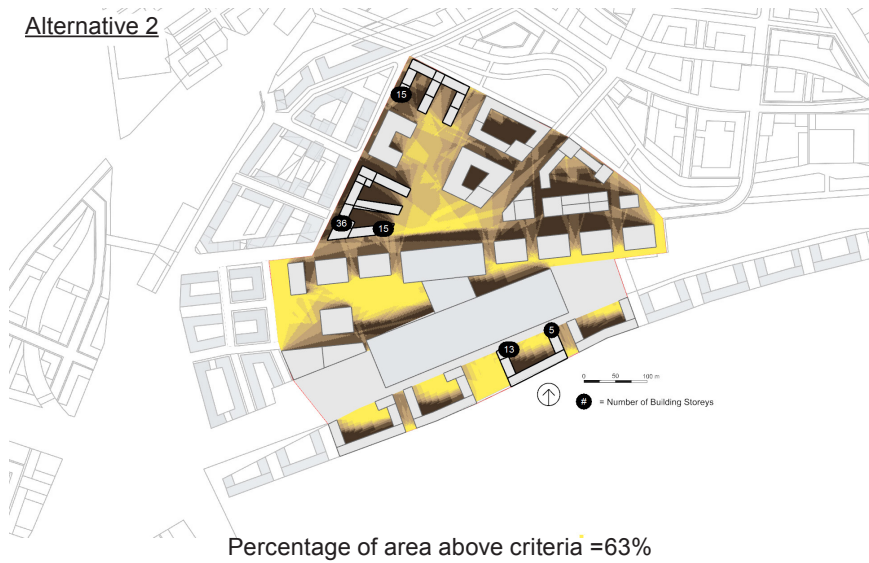 Alternative 2
15
36
15
13
5
0 50 100 m
# = Number of Building Storeys
Percentage of area above criteria =63%